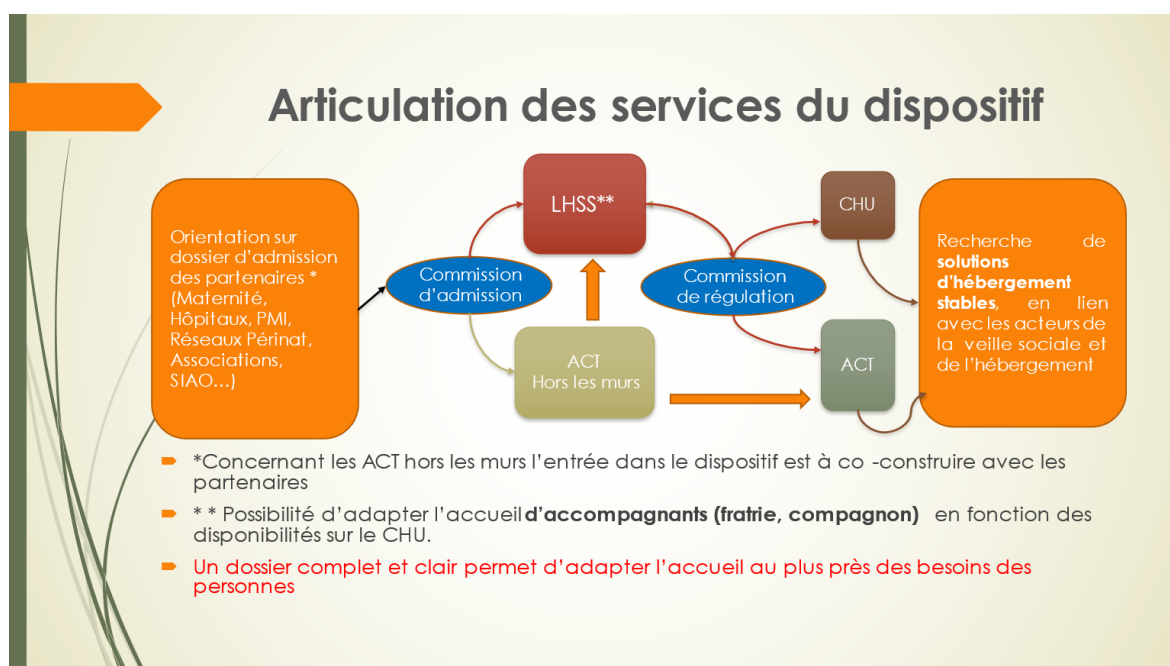 Articulation des services du dispositif
Orientation sur
dossier d'admission
des partenaires *
(Maternité,
Hôpitaux, PMI,
Réseaux Périnat,
Associations,
SIAO...)
Commission
d'admission
LHSS**
ACT
Hors les murs
Commission
de régulation
CHU
ACT
Recherche de
solutions
d'hébergement
stables, en lien
avec les acteurs de
la veille sociale et
de l'hébergement
*Concernant les ACT hors les murs l'entrée dans le dispositif est à co -construire avec les
partenaires
* * Possibilité d'adapter l'accueil d'accompagnants (fratrie, compagnon) en fonction des
disponibilités sur le CHU.
Un dossier complet et clair permet d'adapter l'accueil au plus près des besoins des
personnes